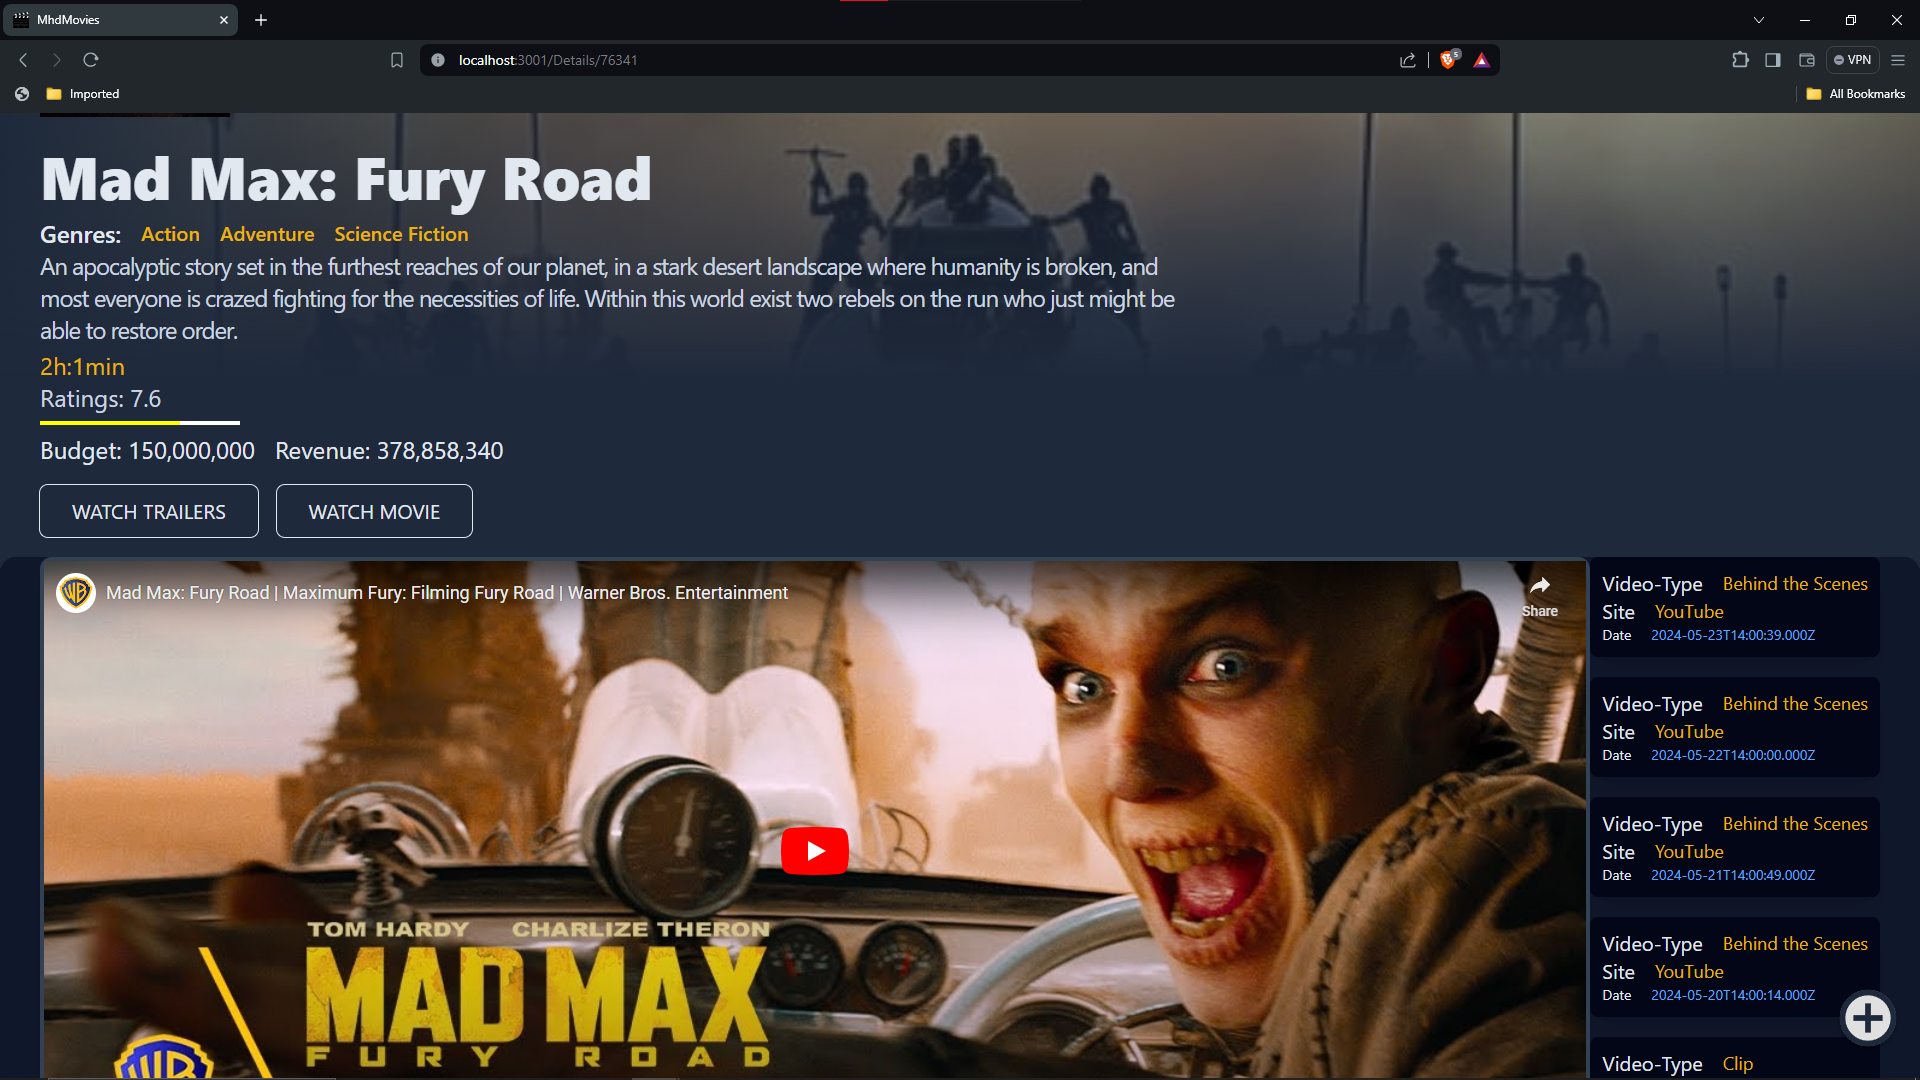 MhdMovies
localhost:3001/Details/76341
5
VPN
Imported
All Bookmarks
Mad Max: Fury Road
Genres: Action Adventure Science Fiction
An apocalyptic story set in the furthest reaches of our planet, in a stark desert landscape where humanity is broken, and
most everyone is crazed fighting for the necessities of life. Within this world exist two rebels on the run who just might be
able to restore order.
2h:1min
Ratings: 7.6
Budget: 150,000,000 Revenue: 378,858,340
WATCH TRAILERS WATCH MOVIE
WB
Mad Max: Fury Road | Maximum Fury: Filming Fury Road | Warner Bros. Entertainment
Share
TOM HARDY CHARLIZE THERON
MAD MAX
FURY ROAD
WB
Video-Type Behind the Scenes
Site YouTube
Date 2024-05-23T14:00:39.000Z
Video-Type Behind the Scenes
Site YouTube
Date 2024-05-22T14:00:00.000Z
Video-Type Behind the Scenes
Site YouTube
Date 2024-05-21T14:00:49.000Z
Video-Type Behind the Scenes
Site YouTube
Date 2024-05-20T14:00:14.000Z
Video-Type Clip